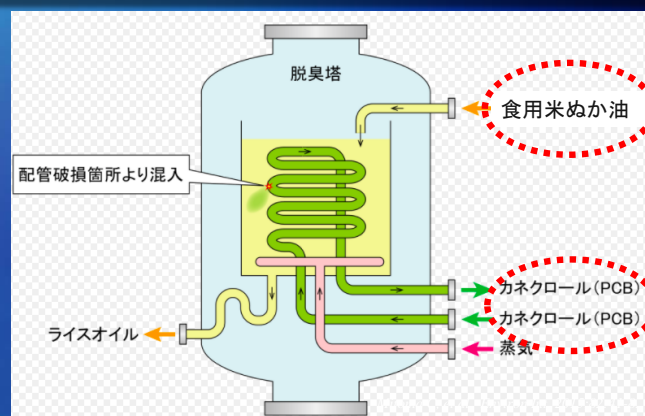 脱臭塔
食用米ぬか油
配管破損箇所より混入
カネクロール(PCB)
カネクロール(PCB)
ライスオイル
蒸気